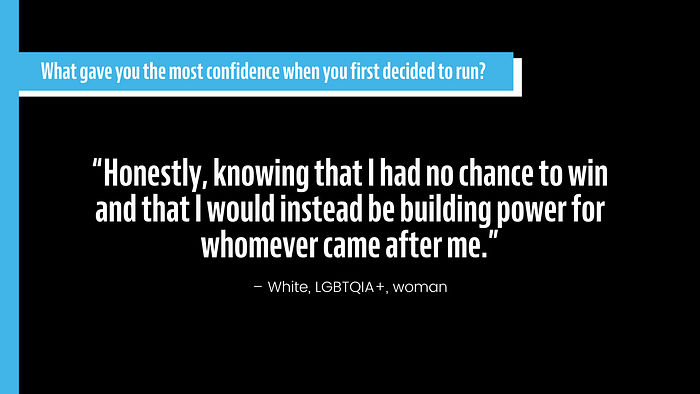 What gave you the most confidence when you first decided to run?
“Honestly, knowing that I had no chance to win
and that I would instead be building power for
whomever came after me.”
– White, LGBTQIA+, woman